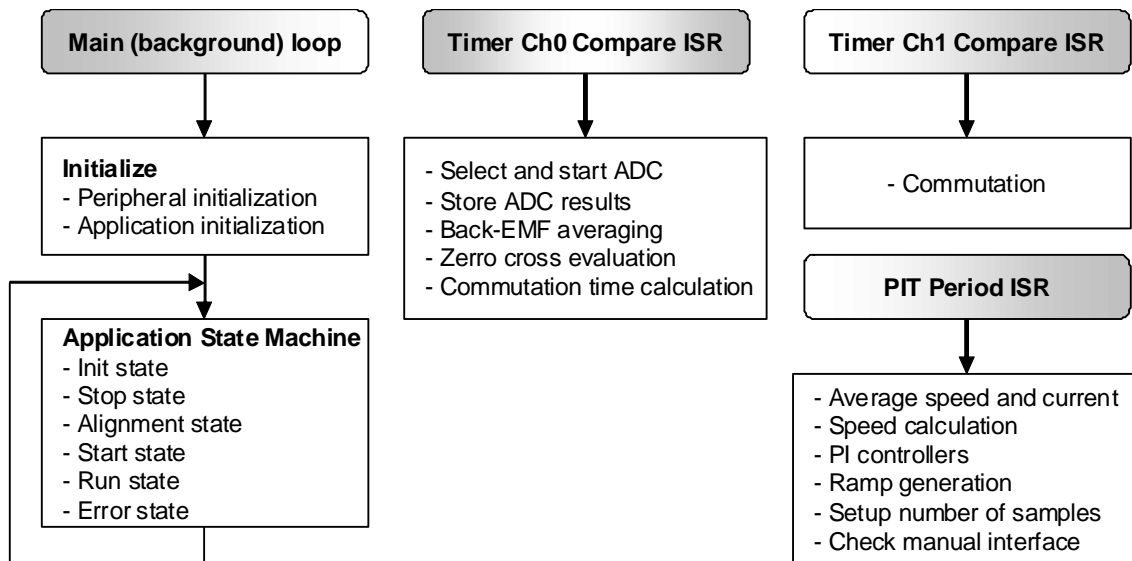 Main (background) loop
Initialize
- Peripheral initialization
- Application initialization
Application State Machine
- Init state
- Stop state
- Alignment state
- Start state
- Run state
- Error state
Timer Ch0 Compare ISR
- Select and start ADC
- Store ADC results
- Back-EMF averaging
- Zerro cross evaluation
- Commutation time calculation
Timer Ch1 Compare ISR
- Commutation
PIT Period ISR
- Average speed and current
- Speed calculation
- PI controllers
- Ramp generation
- Setup number of samples
- Check manual interface